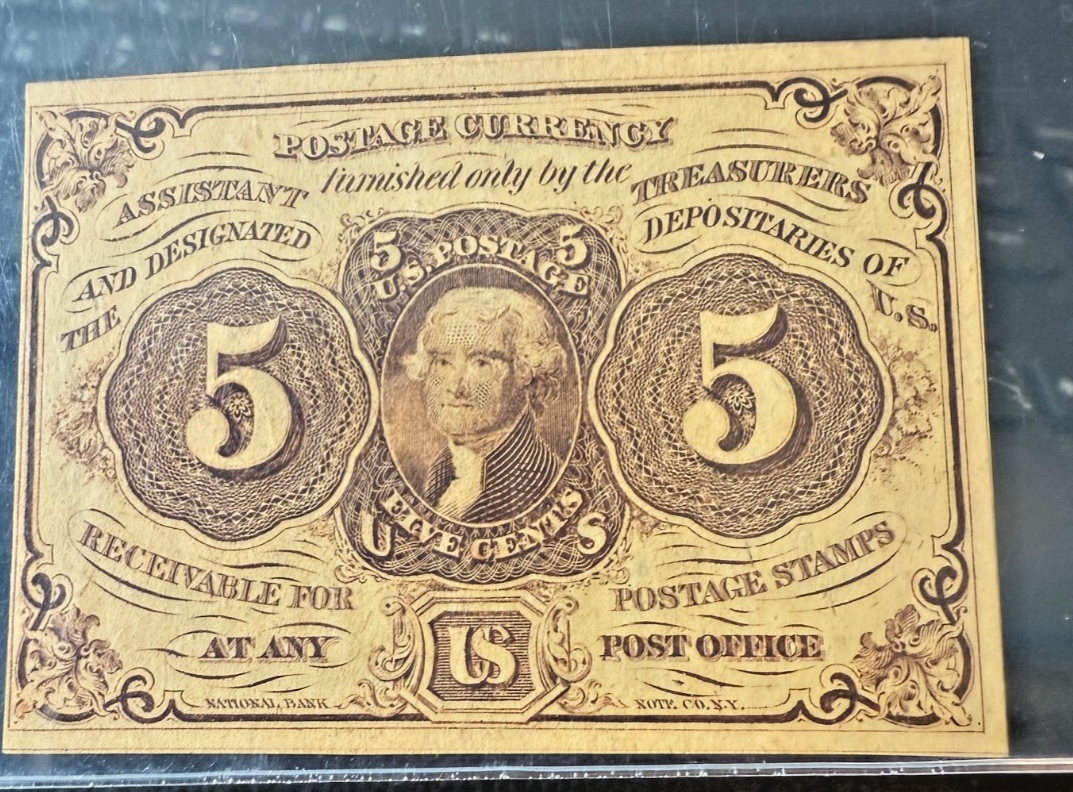 POSTAGE CURRENCY
furnished only by the
ASSISTANT TREASURERS
AND DESIGNATED DEPOSITARIES OF
THE U.S.
5 5
U.S. POSTAGE
5 5
FIVE CENTS
U S
RECEIVABLE FOR POSTAGE STAMPS
AT ANY US POST OFFICE
NATIONAL BANK NOTE CO. N.Y.